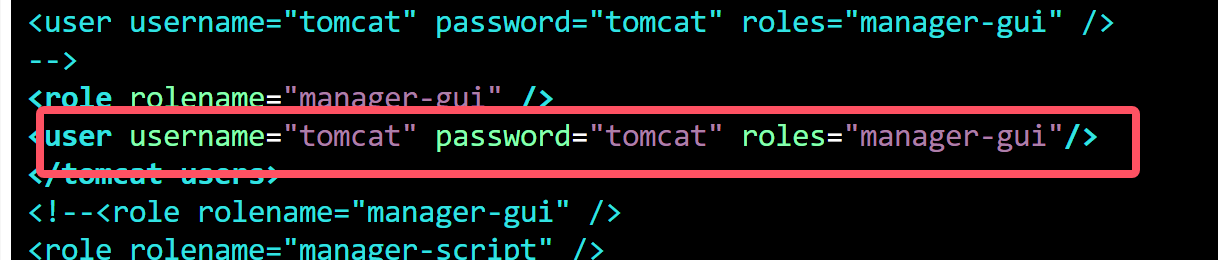 <user username="tomcat" password="tomcat" roles="manager-gui" />
-->
<role rolename="manager-gui" />
<user username="tomcat" password="tomcat" roles="manager-gui"/>
</tomcat-users>
<!--<role rolename="manager-gui" />
<role rolename="manager-script" />